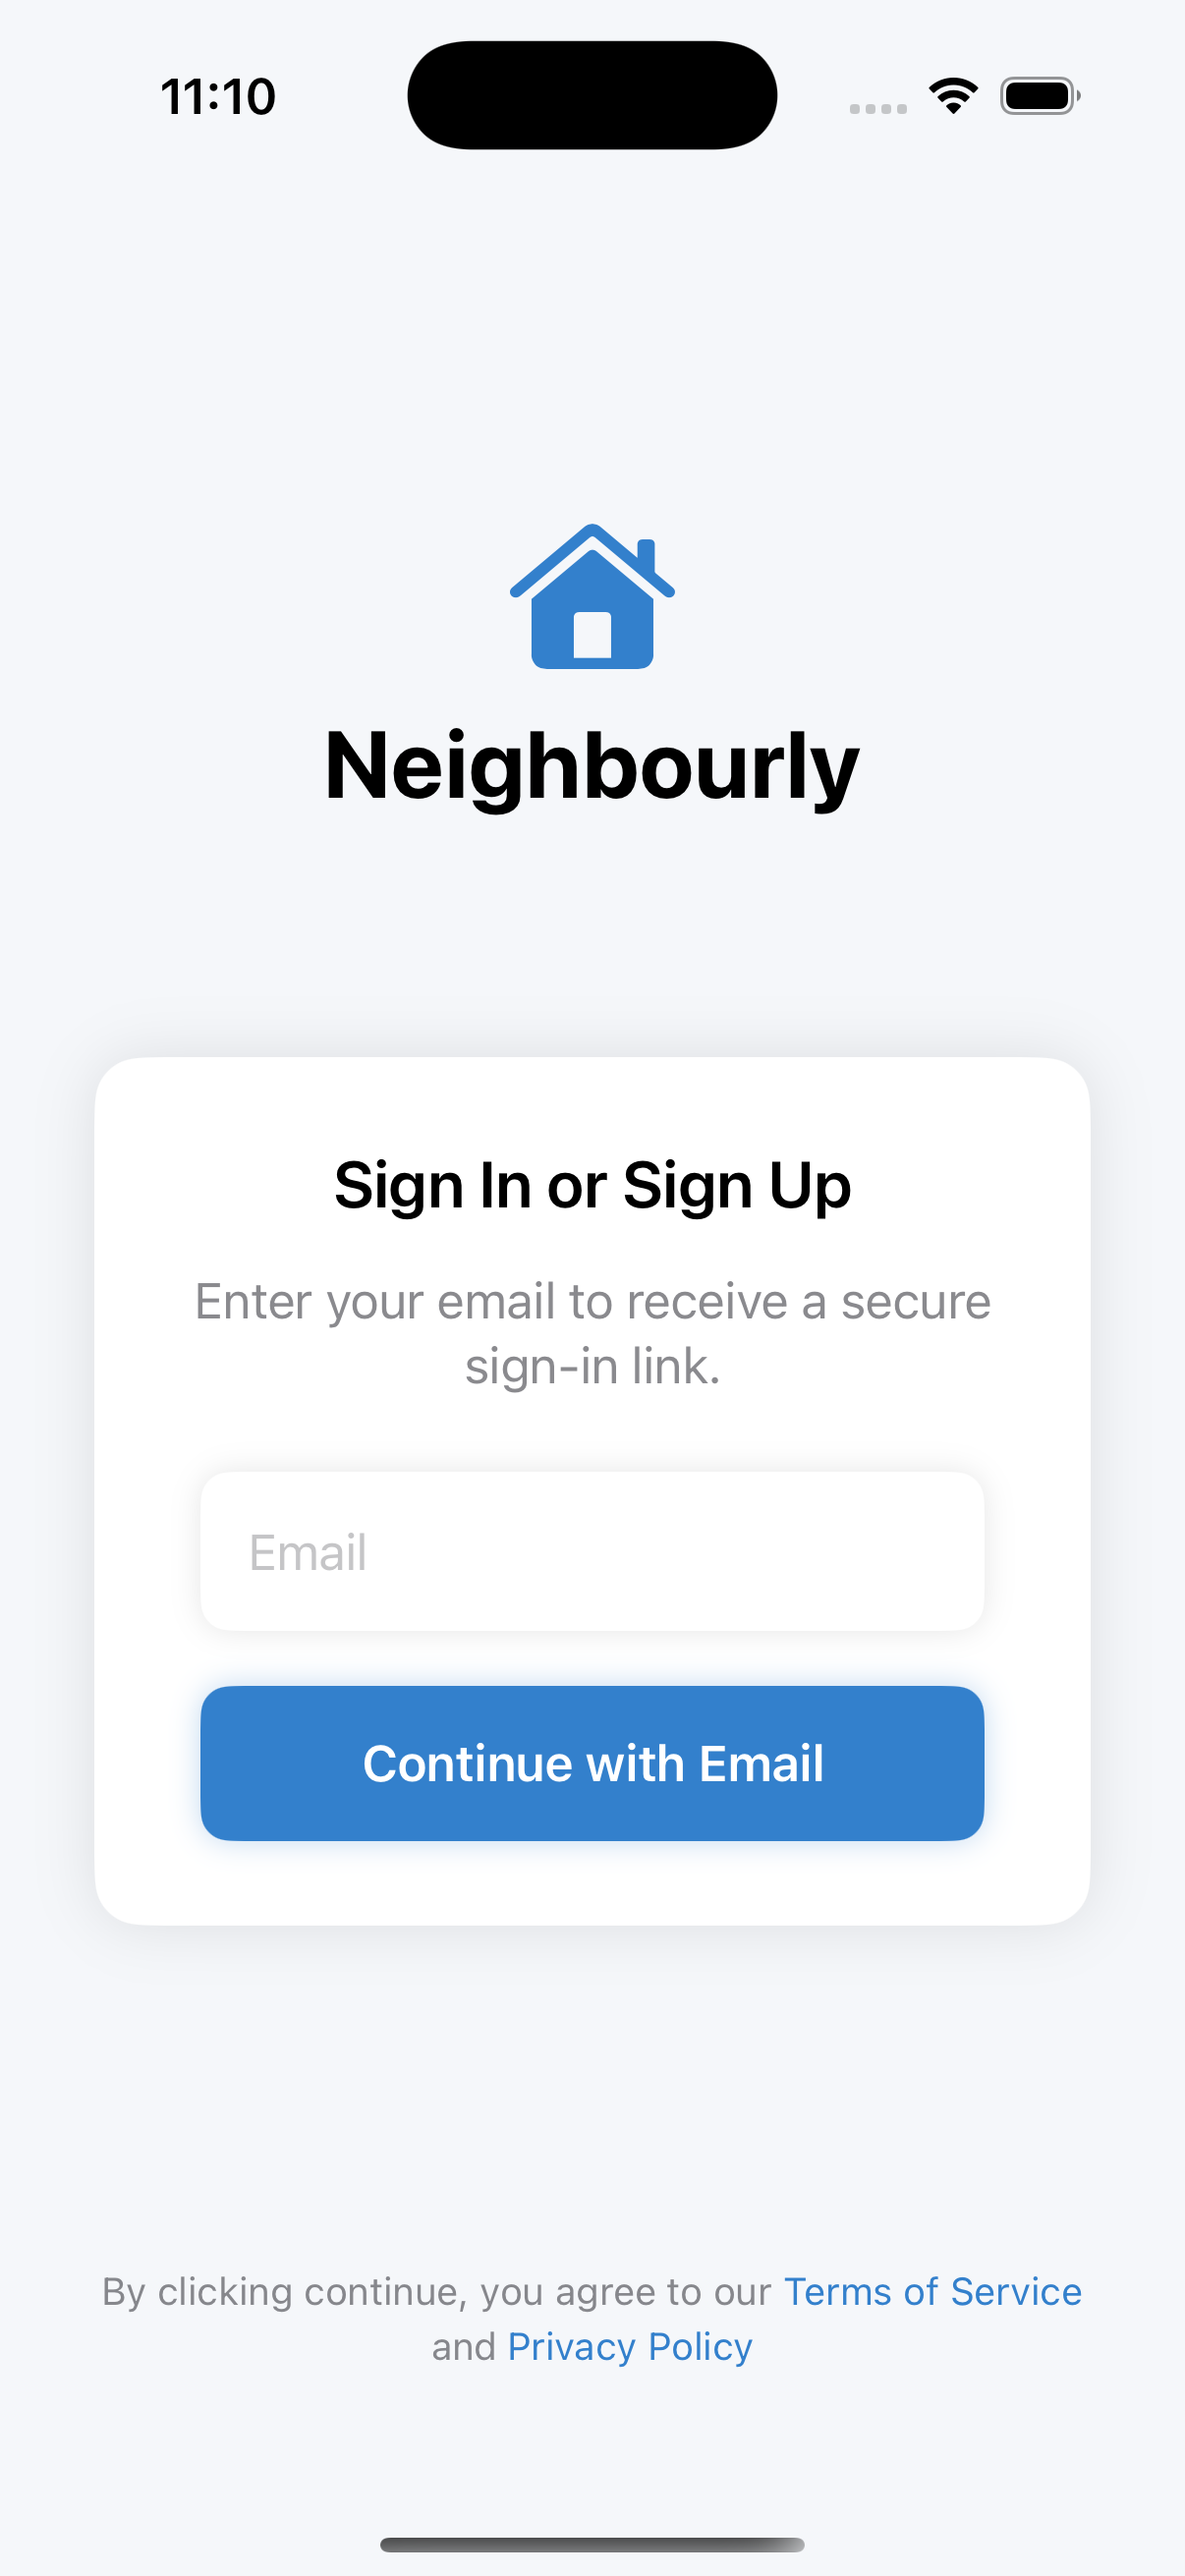 11:10
Neighbourly
Sign In or Sign Up
Enter your email to receive a secure
sign-in link.
Email
Continue with Email
By clicking continue, you agree to our Terms of Service
and Privacy Policy